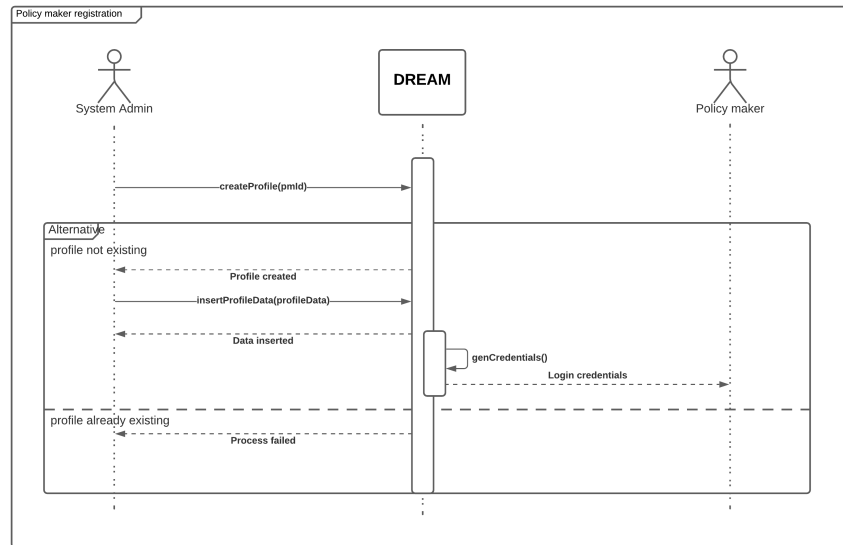 Policy maker registration
DREAM
System Admin
Policy maker
createProfile(pmId)
Alternative
profile not existing
Profile created
insertProfileData(profileData)
Data inserted
genCredentials()
Login credentials
profile already existing
Process failed